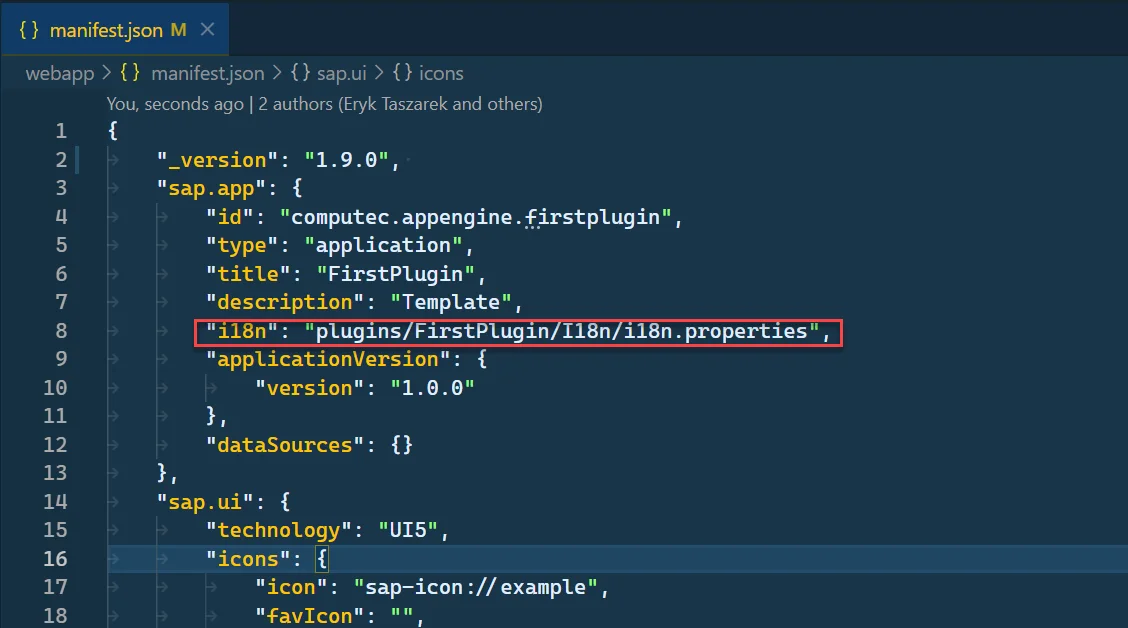 { } manifest.json M ×
webapp > { } manifest.json > {} sap.ui > {} icons
You, seconds ago | 2 authors (Eryk Taszarek and others)
1 {
2 "_version": "1.9.0",
3 "sap.app": {
4 "id": "computec.appengine.firstplugin",
5 "type": "application",
6 "title": "FirstPlugin",
7 "description": "Template",
8 "i18n": "plugins/FirstPlugin/I18n/i18n.properties",
9 "applicationVersion": {
10 "version": "1.0.0"
11 },
12 "dataSources": {}
13 },
14 "sap.ui": {
15 "technology": "UI5",
16 "icons": {
17 "icon": "sap-icon://example",
18 "favIcon": "",